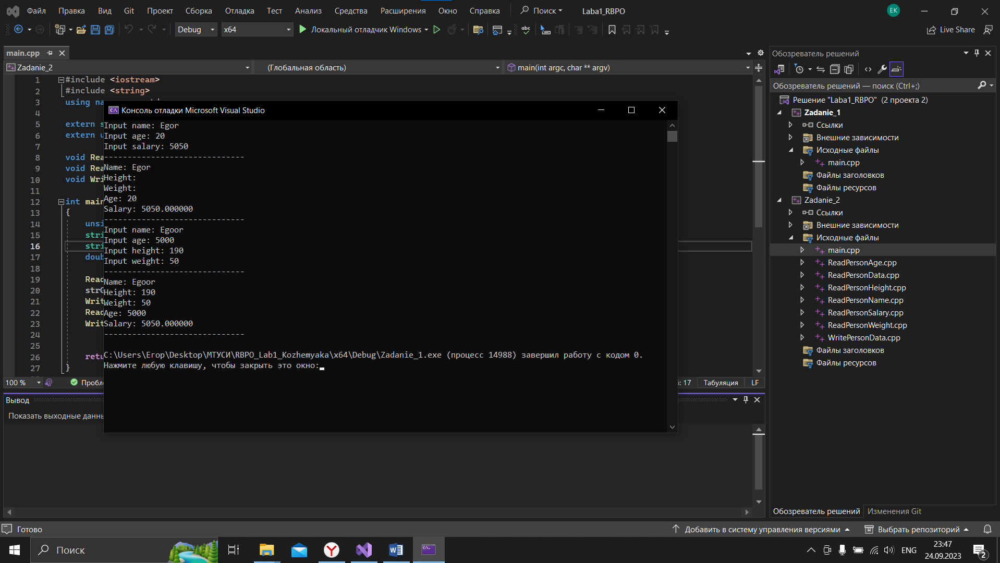 Файл Правка Вид Git Проект Сборка Отладка Тест Анализ Средства Расширения Окно Справка Поиск Laba1_RBPO EK
Debug x64 Локальный отладчик Windows abc Live Share
main.cpp
Zadanie_2 (Глобальная область) main(int argc, char ** argv)
1 #include <iostream>
2 #include <string>
3 using na
4
5 extern s
6 extern u
7
8 void Rea
9 void Rea
10 void Wri
11
12 int main
13 {
14 unsi
15 stri
16 stri
17 doub
18
19 Read
20 strG
21 Writ
22 Read
23 Writ
24
25
26 retu
27 }
Консоль отладки Microsoft Visual Studio
Input name: Egor
Input age: 20
Input salary: 5050
------------------------------
Name: Egor
Height:
Weight:
Age: 20
Salary: 5050.000000
------------------------------
Input name: Egoor
Input age: 5000
Input height: 190
Input weight: 50
------------------------------
Name: Egoor
Height: 190
Weight: 50
Age: 5000
Salary: 5050.000000
------------------------------
C:\Users\Егор\Desktop\МТУСИ\RBPO_Lab1_Kozhemyaka\x64\Debug\Zadanie_1.exe (процесс 14988) завершил работу с кодом 0.
Нажмите любую клавишу, чтобы закрыть это окно:
100 % Пробл : 17 Табуляция LF
Вывод
Показать выходные данны
Обозреватель решений
Обозреватель решений — поиск (Ctrl+;)
Решение "Laba1_RBPO" (2 проекта 2)
Zadanie_1
Ссылки
Внешние зависимости
Исходные файлы
main.cpp
Файлы заголовков
Файлы ресурсов
Zadanie_2
Ссылки
Внешние зависимости
Исходные файлы
main.cpp
ReadPersonAge.cpp
ReadPersonData.cpp
ReadPersonHeight.cpp
ReadPersonName.cpp
ReadPersonSalary.cpp
ReadPersonWeight.cpp
WritePersonData.cpp
Файлы заголовков
Файлы ресурсов
Обозреватель решений Изменения Git
Готово Добавить в систему управления версиями Выбрать репозиторий
Поиск ENG 23:47
24.09.2023 2